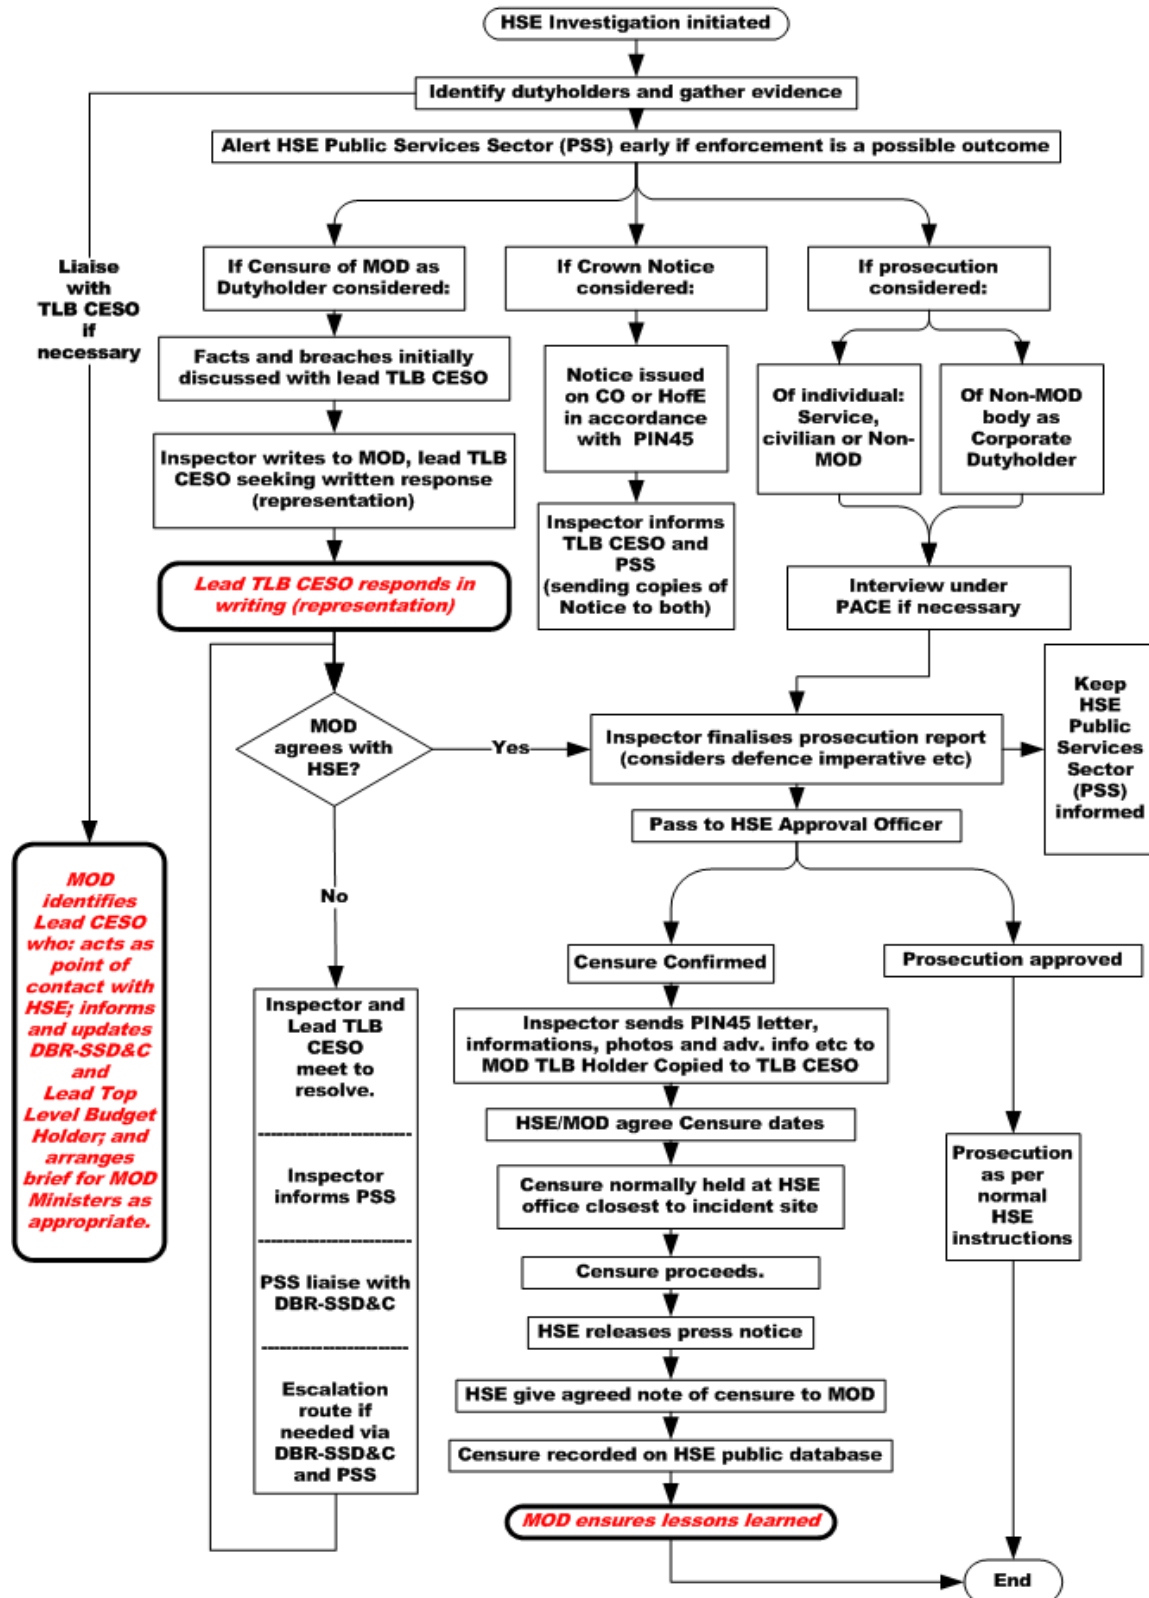 HSE Investigation initiated
Identify dutyholders and gather evidence
Alert HSE Public Services Sector (PSS) early if enforcement is a possible outcome
Liaise
with
TLB CESO
if
necessary
MOD
identifies
Lead CESO
who: acts as
point of
contact with
HSE; informs
and updates
DBR-SSD&C
and
Lead Top
Level Budget
Holder; and
arranges
brief for MOD
Ministers as
appropriate.
If Censure of MOD as
Dutyholder considered:
Facts and breaches initially
discussed with lead TLB CESO
Inspector writes to MOD, lead TLB
CESO seeking written response
(representation)
Lead TLB CESO responds in
writing (representation)
MOD
agrees with
HSE?
Yes
No
Inspector and
Lead TLB
CESO
meet to
resolve.
Inspector
informs PSS
PSS liaise with
DBR-SSD&C
Escalation
route if
needed via
DBR-SSD&C
and PSS
If Crown Notice
considered:
Notice issued
on CO or HofE
in accordance
with PIN45
Inspector informs
TLB CESO and
PSS
(sending copies of
Notice to both)
If prosecution
considered:
Of individual:
Service,
civilian or Non-
MOD
Of Non-MOD
body as
Corporate
Dutyholder
Interview under
PACE if necessary
Inspector finalises prosecution report
(considers defence imperative etc)
Keep
HSE
Public
Services
Sector
(PSS)
informed
Pass to HSE Approval Officer
Censure Confirmed
Inspector sends PIN45 letter,
informations, photos and adv. info etc to
MOD TLB Holder Copied to TLB CESO
HSE/MOD agree Censure dates
Censure normally held at HSE
office closest to incident site
Censure proceeds.
HSE releases press notice
HSE give agreed note of censure to MOD
Censure recorded on HSE public database
MOD ensures lessons learned
Prosecution approved
Prosecution
as per
normal
HSE
instructions
End